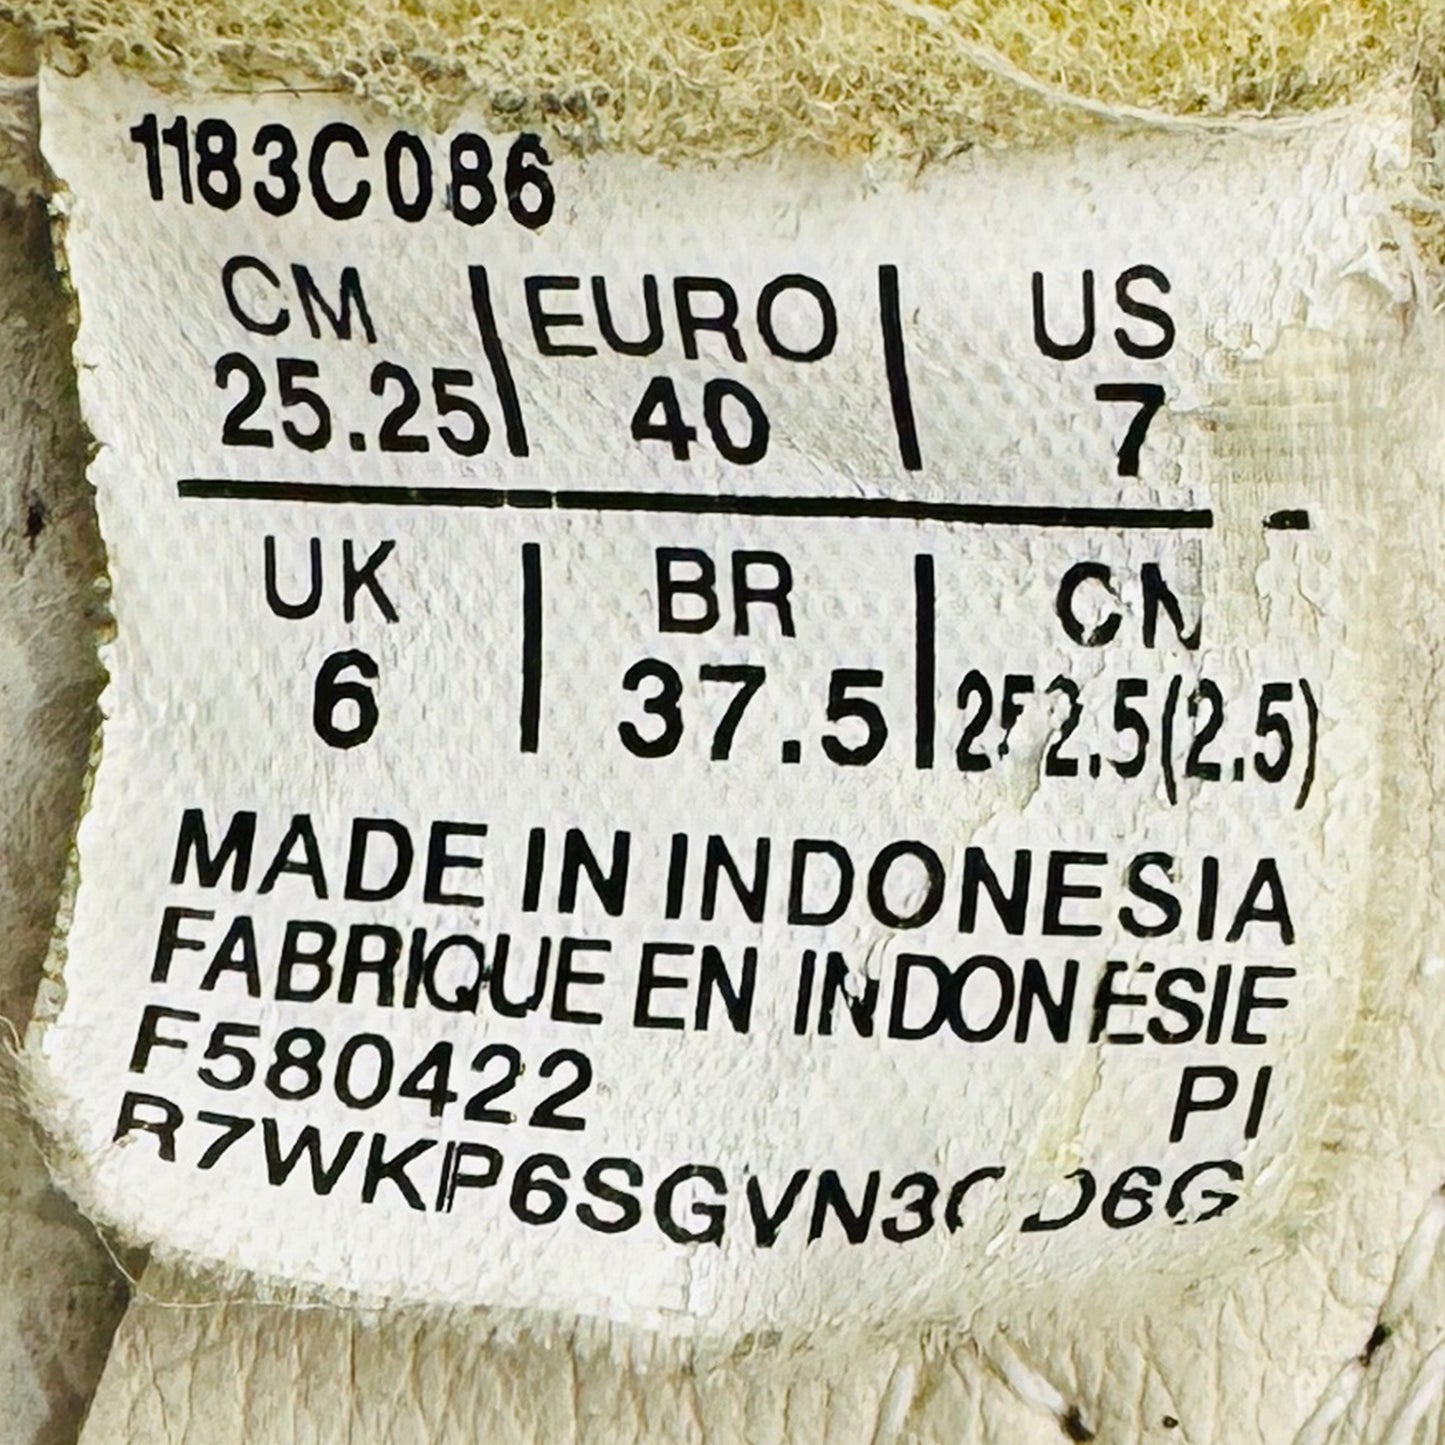 1183C086
CM | EURO | US
25.25 | 40 | 7
UK | BR | CN
6 | 37.5 | 252.5(2.5)
MADE IN INDONESIA
FABRIQUE EN INDONESIE
F580422 PI